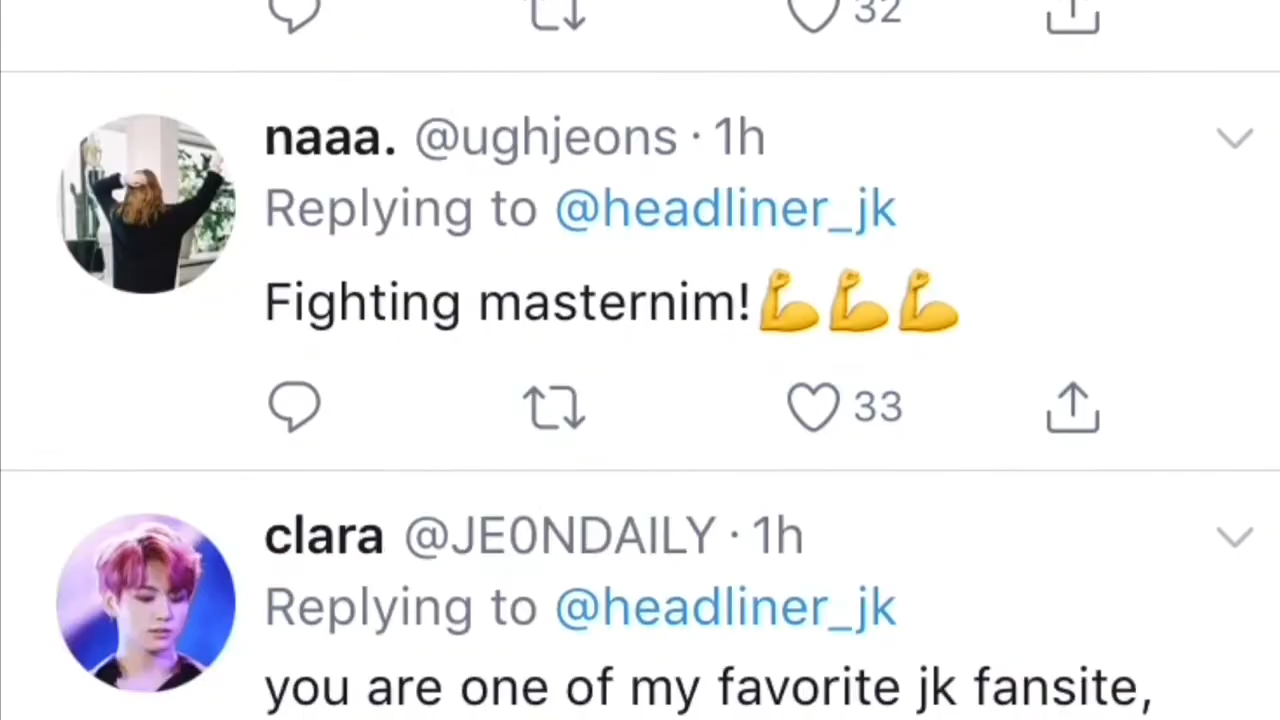 32
naaa. @ughjeons · 1h
Replying to @headliner_jk
Fighting masternim!💪💪💪
33
clara @JE0NDAILY · 1h
Replying to @headliner_jk
you are one of my favorite jk fansite,